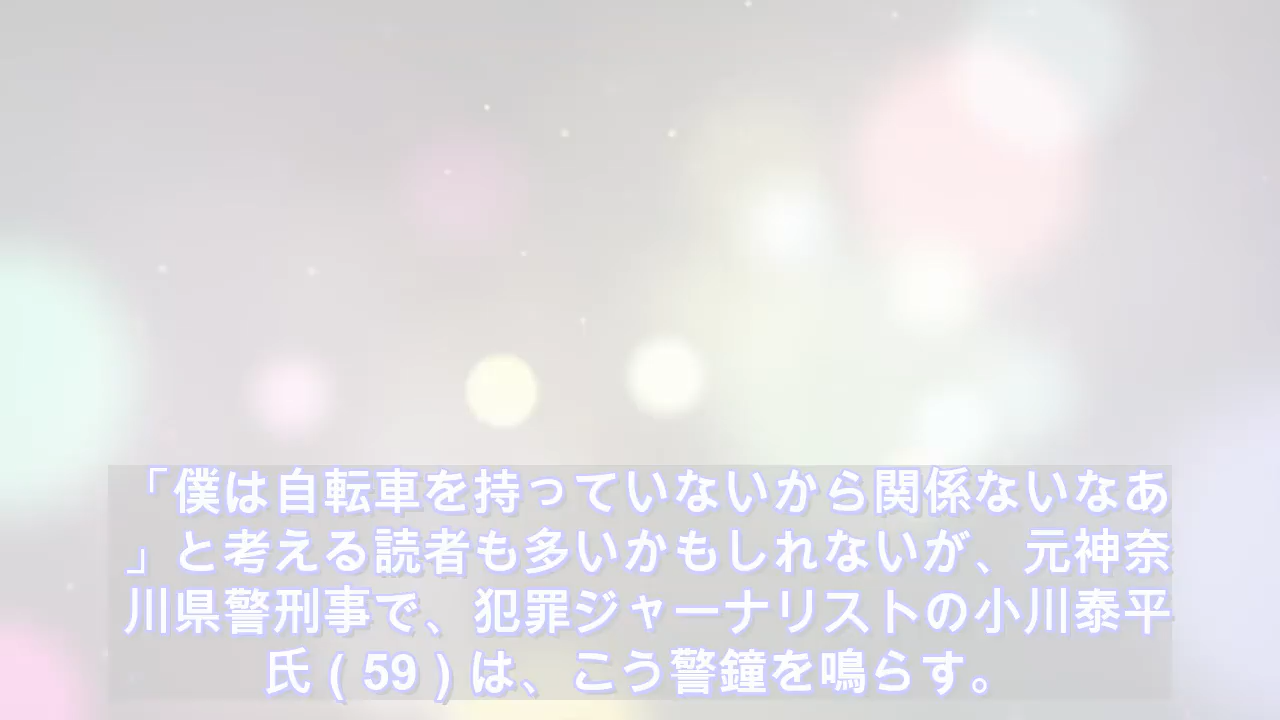 「僕は自転車を持っていないから関係ないなあ
」と考える読者も多いかもしれないが、元神奈
川県警刑事で、犯罪ジャーナリストの小川泰平
氏(59)は、こう警鐘を鳴らす。